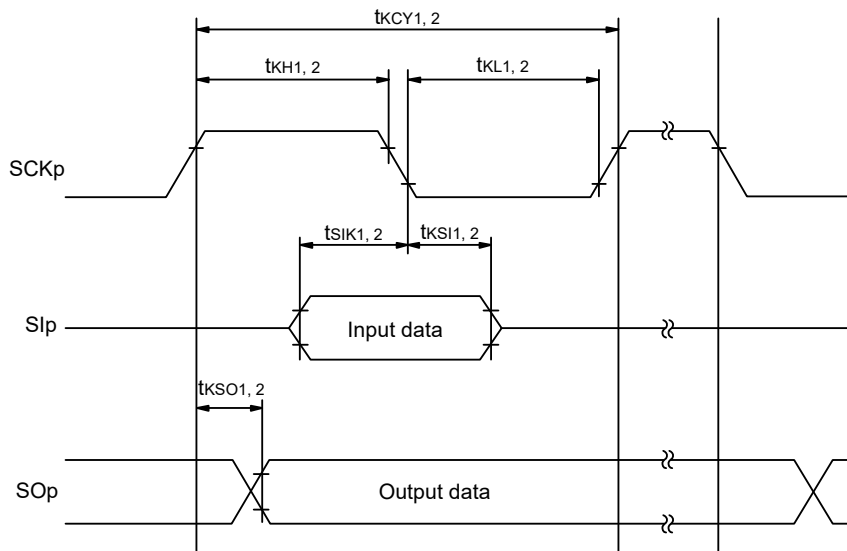 tKCY1, 2
tKH1, 2
tKL1, 2
SCKp
tSIK1, 2
tKSI1, 2
SIp
Input data
tKSO1, 2
SOp
Output data